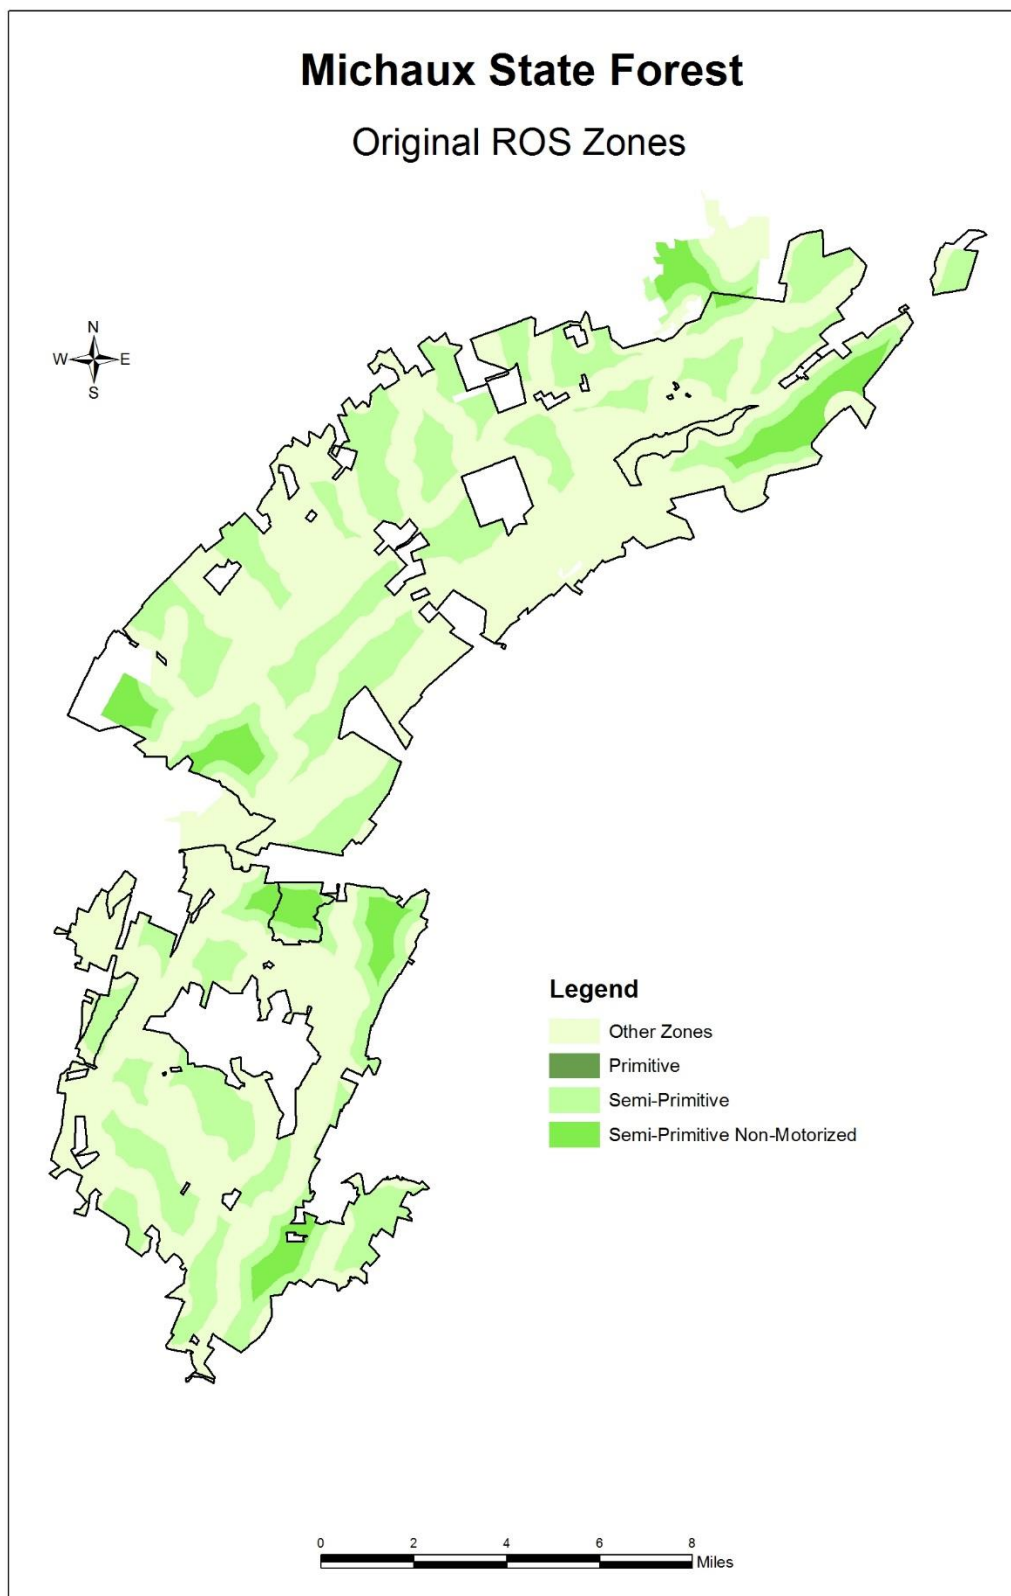 Michaux State Forest
Original ROS Zones
N
W E
S
Legend
Other Zones
Primitive
Semi-Primitive
Semi-Primitive Non-Motorized
0 2 4 6 8
Miles